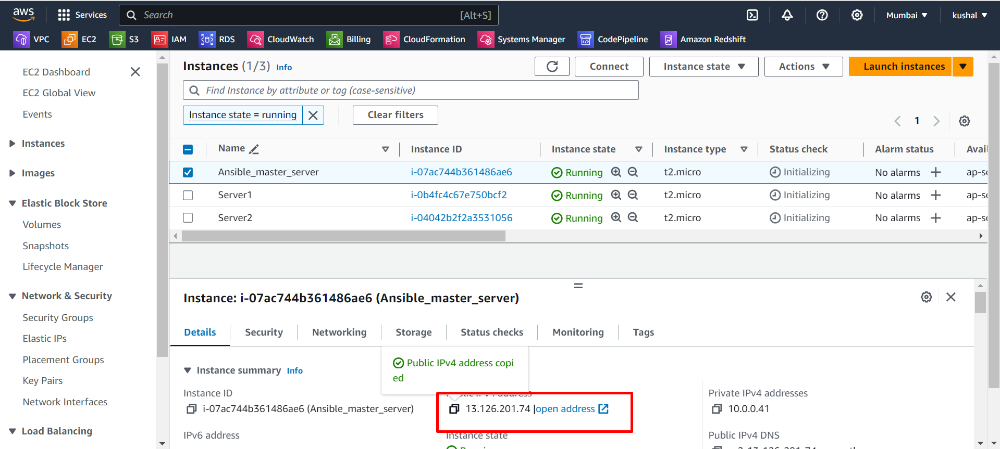 aws Services Search [Alt+S] Mumbai kushal
VPC EC2 S3 IAM RDS CloudWatch Billing CloudFormation Systems Manager CodePipeline Amazon Redshift
EC2 Dashboard
EC2 Global View
Events
Instances
Images
Elastic Block Store
Volumes
Snapshots
Lifecycle Manager
Network & Security
Security Groups
Elastic IPs
Placement Groups
Key Pairs
Network Interfaces
Load Balancing
Instances (1/3) Info Connect Instance state Actions Launch instances
Find Instance by attribute or tag (case-sensitive)
Instance state = running Clear filters
1
Name Instance ID Instance state Instance type Status check Alarm status Avai
Ansible_master_server i-07ac744b361486ae6 Running t2.micro Initializing No alarms ap-so
Server1 i-0b4fc4c67e750bcf2 Running t2.micro Initializing No alarms ap-so
Server2 i-04042b2f2a3531056 Running t2.micro Initializing No alarms ap-so
Instance: i-07ac744b361486ae6 (Ansible_master_server)
Details Security Networking Storage Status checks Monitoring Tags
Public IPv4 address copi
ed
Instance summary Info
Instance ID Public IPv4 address Private IPv4 addresses
i-07ac744b361486ae6 (Ansible_master_server) 13.126.201.74 |open address 10.0.0.41
IPv6 address Instance state Public IPv4 DNS